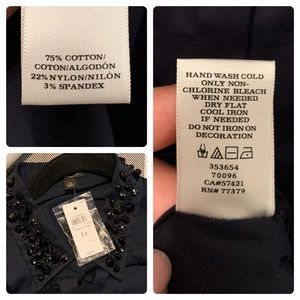 75% COTTON/
COTON/ALGODÓN
22% NYLON/NILÓN
3% SPANDEX
HAND WASH COLD
ONLY NON-
CHLORINE BLEACH
WHEN NEEDED
DRY FLAT
COOL IRON
IF NEEDED
DO NOT IRON ON
DECORATION
353654
70096
CA#57421
RN# 77379
14